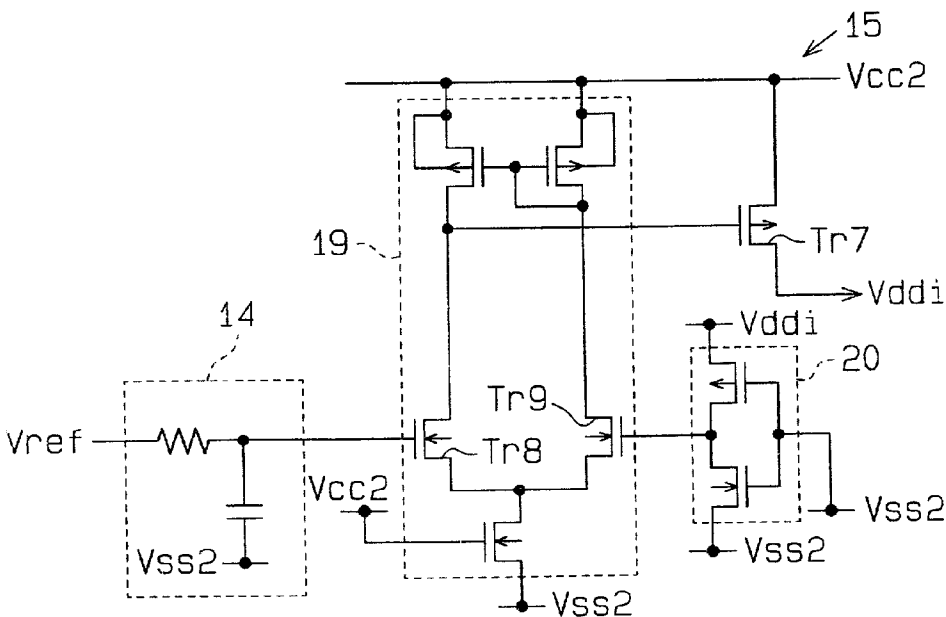 15
Vcc2
19
Tr7
Vddi
14
Vddi
20
Tr9
Vref
Tr8
Vcc2
Vss2
Vss2
Vss2
Vss2